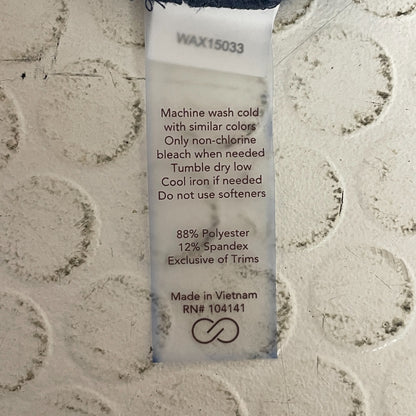 WAX15033
Machine wash cold
with similar colors
Only non-chlorine
bleach when needed
Tumble dry low
Cool iron if needed
Do not use softeners
88% Polyester
12% Spandex
Exclusive of Trims
Made in Vietnam
RN# 104141